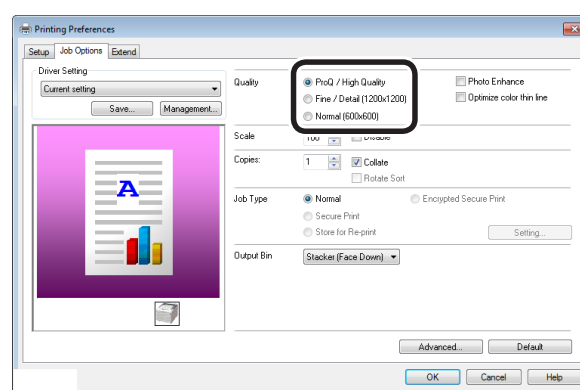 Printing Preferences
Setup Job Options Extend
Driver Setting
Current setting
Save... Management...
Quality
ProQ / High Quality
Fine / Detail (1200x1200)
Normal (600x600)
Photo Enhance
Optimize color thin line
Scale 100 Disable
Copies: 1 Collate
Rotate Sort
Job Type Normal Encrypted Secure Print
Secure Print
Store for Re-print Setting...
Output Bin Stacker (Face Down)
A
Advanced... Default
OK Cancel Help